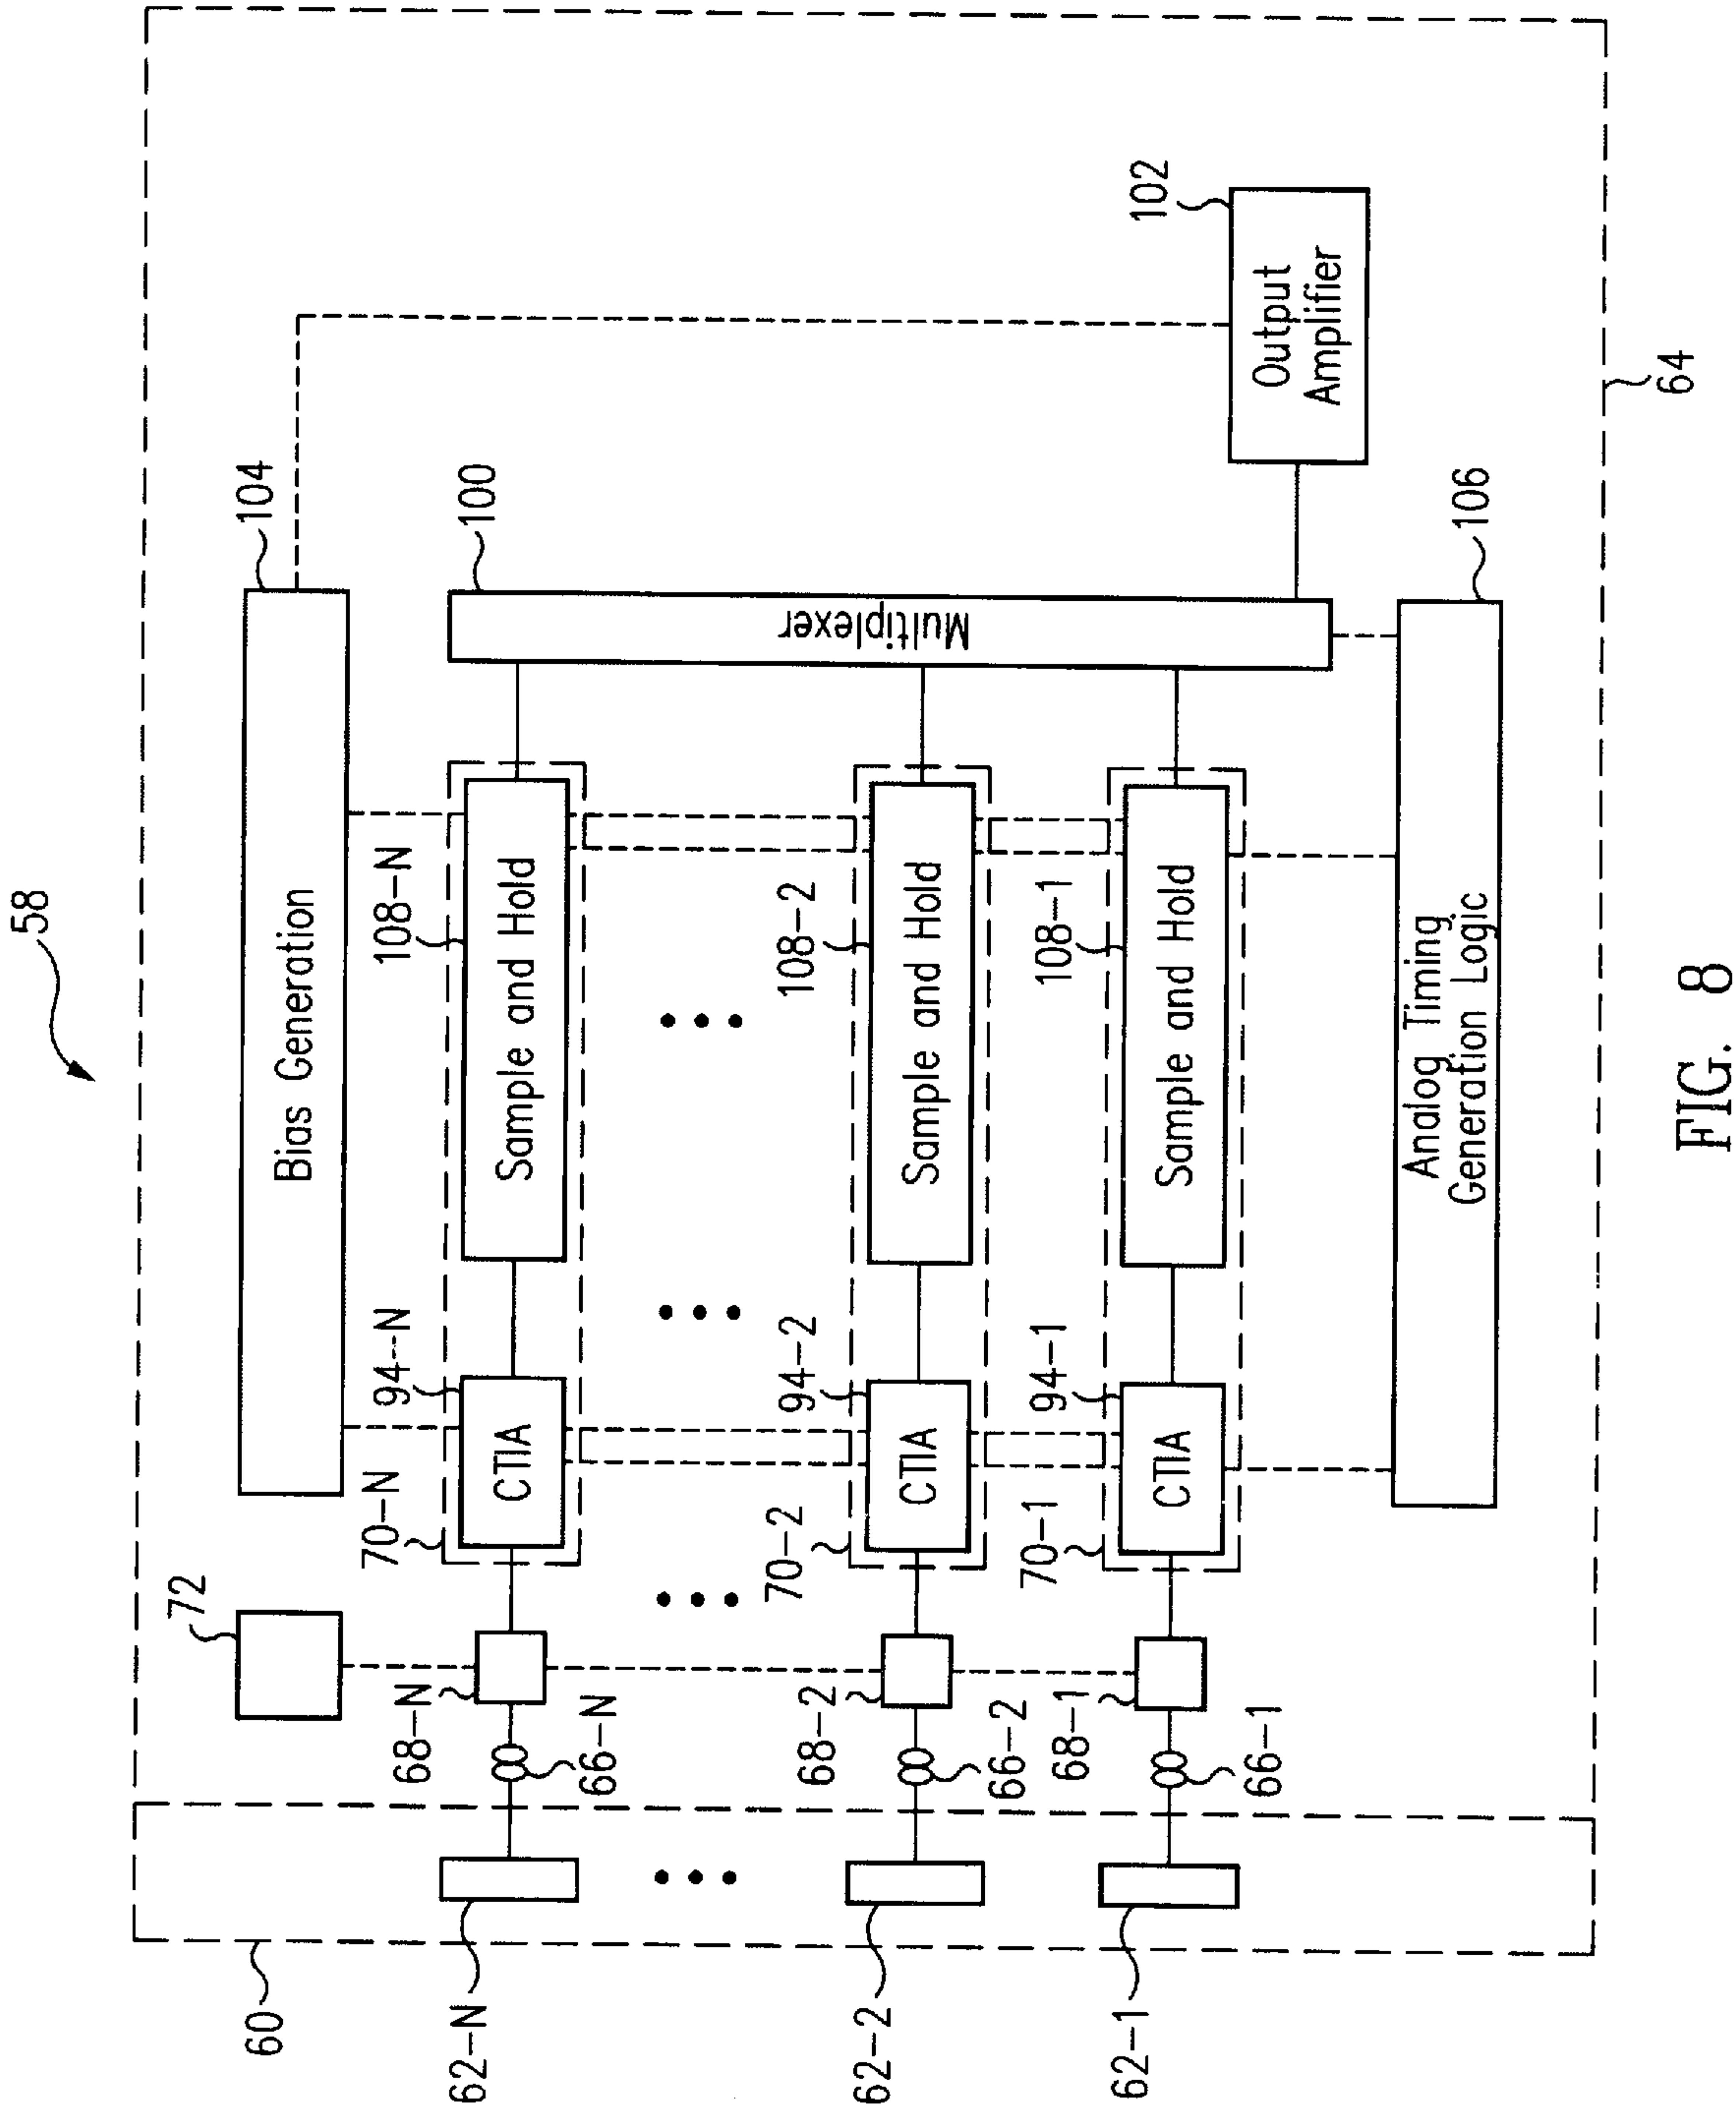 58
104
Bias Generation
72
70-N
94-N
108-N
CTIA
Sample and Hold
100
Multiplexer
68-N
66-N
60
62-N
70-2
94-2
108-2
CTIA
Sample and Hold
68-2
66-2
62-2
102
Output
Amplifier
70-1
94-1
108-1
CTIA
Sample and Hold
68-1
66-1
62-1
106
Analog Timing
Generation Logic
64
FIG. 8